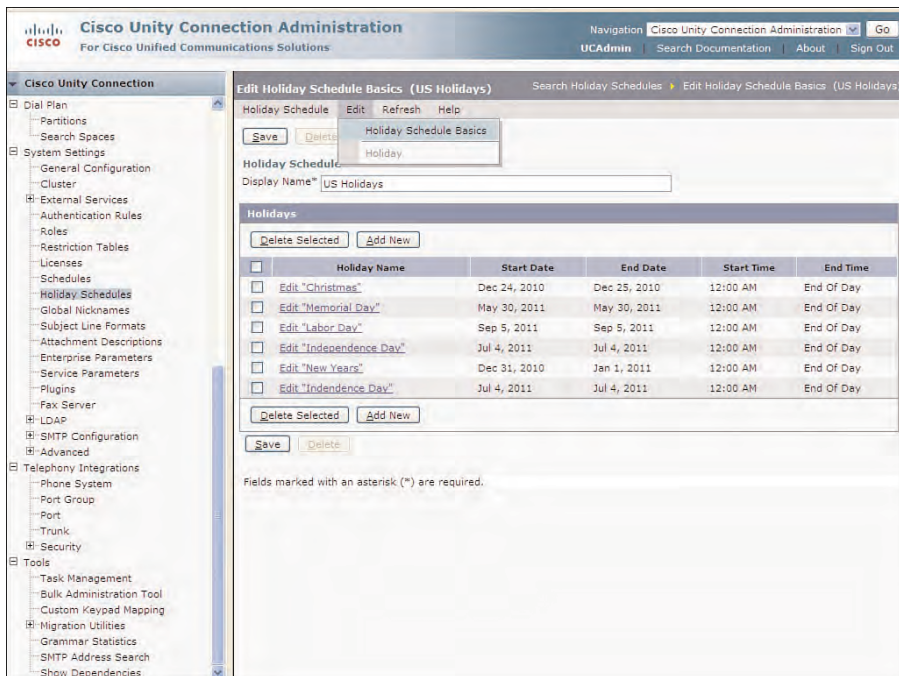 Cisco Unity Connection Administration
For Cisco Unified Communications Solutions
CISCO
Navigation Cisco Unity Connection Administration Go
UCAdmin | Search Documentation | About | Sign Out
Cisco Unity Connection
Dial Plan
Partitions
Search Spaces
System Settings
General Configuration
Cluster
External Services
Authentication Rules
Roles
Restriction Tables
Licenses
Schedules
Holiday Schedules
Global Nicknames
Subject Line Formats
Attachment Descriptions
Enterprise Parameters
Service Parameters
Plugins
Fax Server
LDAP
SMTP Configuration
Advanced
Telephony Integrations
Phone System
Port Group
Port
Trunk
Security
Tools
Task Management
Bulk Administration Tool
Custom Keypad Mapping
Migration Utilities
Grammar Statistics
SMTP Address Search
Show Dependencies
Edit Holiday Schedule Basics (US Holidays)
Search Holiday Schedules Edit Holiday Schedule Basics (US Holidays
Holiday Schedule Edit Refresh Help
Holiday Schedule Basics
Holiday
Save Delete
Holiday Schedule
Display Name* US Holidays
Holidays
Delete Selected Add New
Holiday Name Start Date End Date Start Time End Time
Edit "Christmas" Dec 24, 2010 Dec 25, 2010 12:00 AM End Of Day
Edit "Memorial Day" May 30, 2011 May 30, 2011 12:00 AM End Of Day
Edit "Labor Day" Sep 5, 2011 Sep 5, 2011 12:00 AM End Of Day
Edit "Independence Day" Jul 4, 2011 Jul 4, 2011 12:00 AM End Of Day
Edit "New Years" Dec 31, 2010 Jan 1, 2011 12:00 AM End Of Day
Edit "Indendence Day" Jul 4, 2011 Jul 4, 2011 12:00 AM End Of Day
Delete Selected Add New
Save Delete
Fields marked with an asterisk (*) are required.